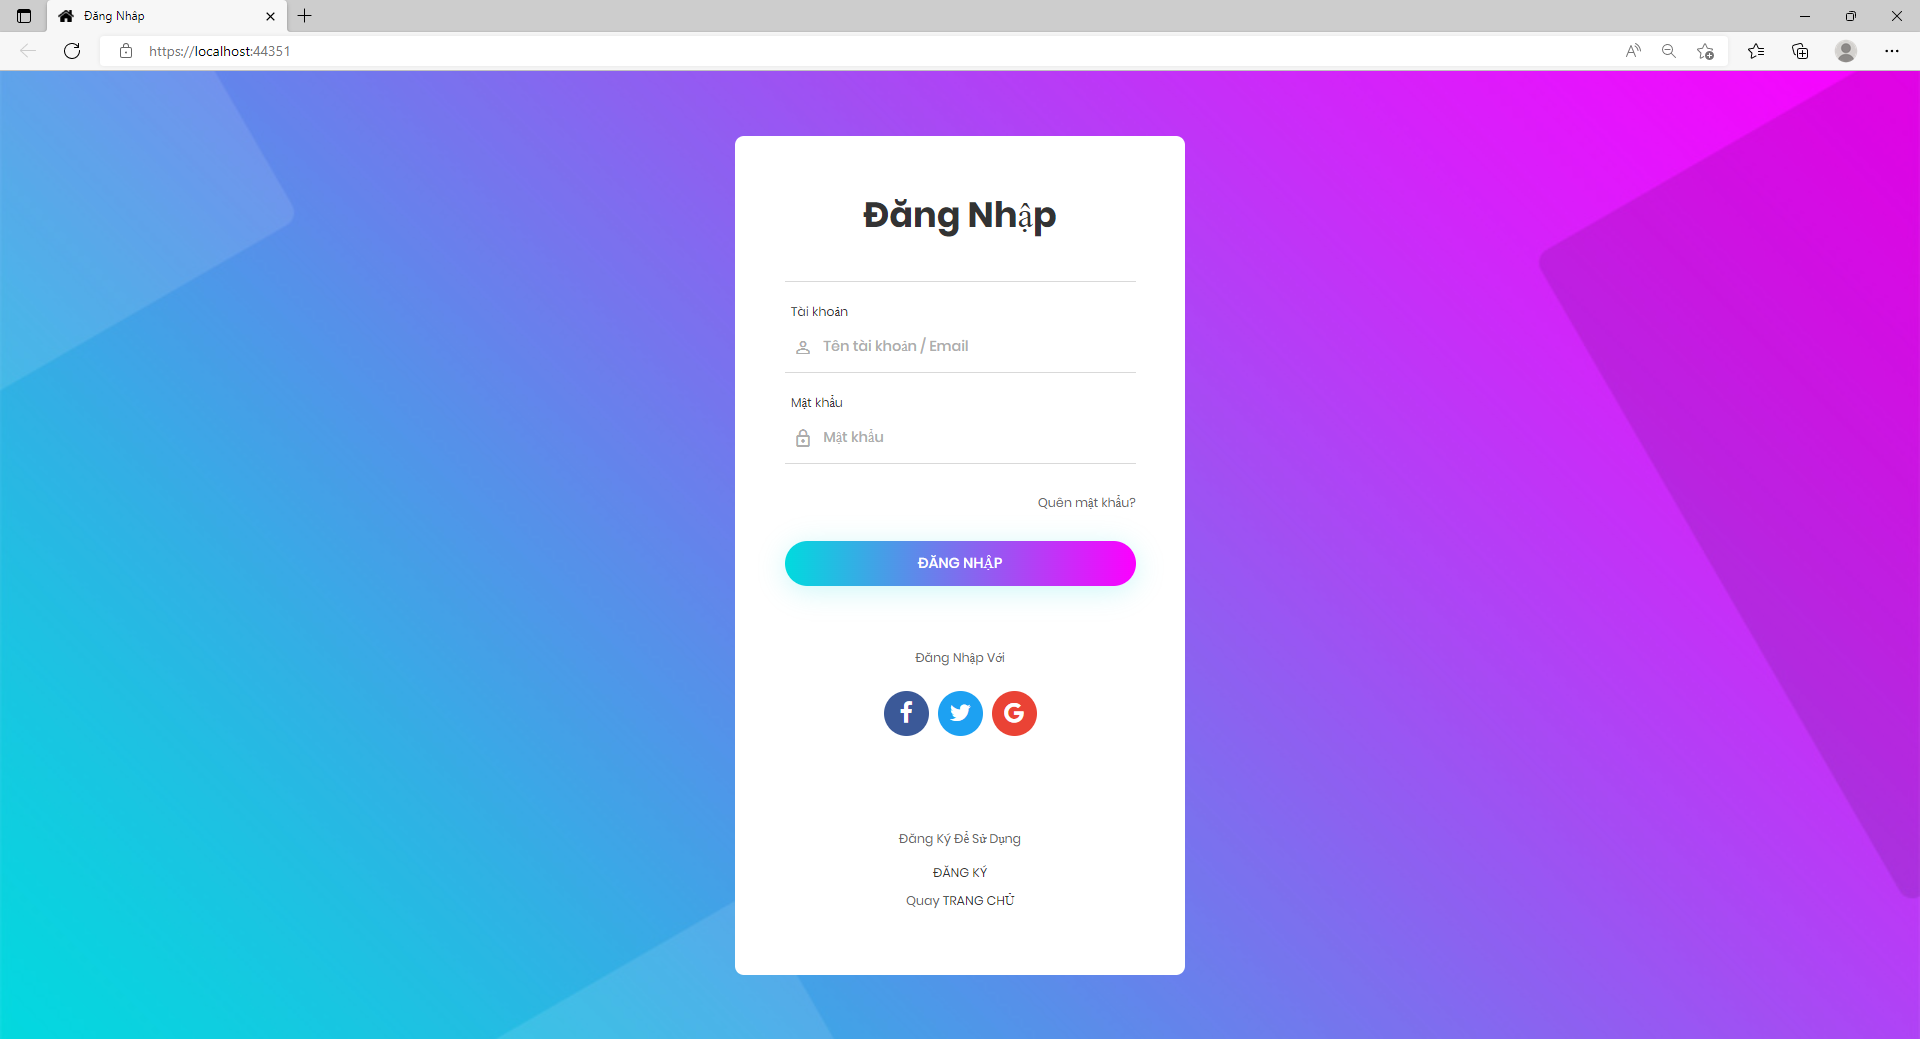 Đăng Nhập
https://localhost:44351
Đăng Nhập
Tài khoản
Tên tài khoản / Email
Mật khẩu
Mật khẩu
Quên mật khẩu?
ĐĂNG NHẬP
Đăng Nhập Với
Đăng Ký Để Sử Dụng
ĐĂNG KÝ
Quay TRANG CHỦ